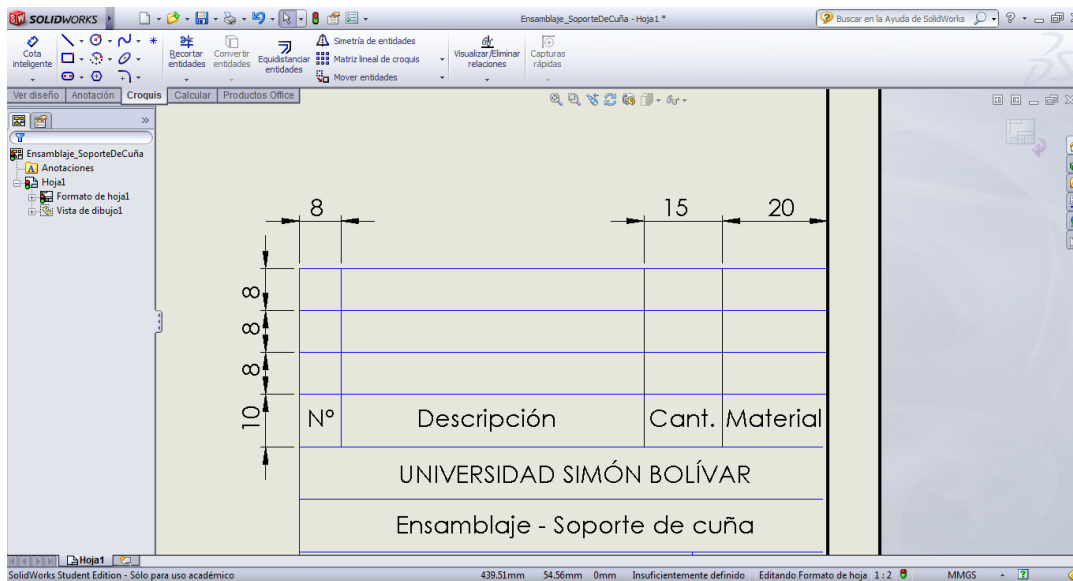 SOLIDWORKS
Ensamblaje_SoporteDeCuña - Hoja1 *
Buscar en la Ayuda de SolidWorks
Cota inteligente
Recortar entidades
Convertir entidades
Equidistanciar entidades
Simetría de entidades
Matriz lineal de croquis
Mover entidades
Visualizar/Eliminar relaciones
Capturas rápidas
Ver diseño
Anotación
Croquis
Calcular
Productos Office
Ensamblaje_SoporteDeCuña
Anotaciones
Hoja1
Formato de hoja1
Vista de dibujo1
8
15
20
8
8
8
10
Nº
Descripción
Cant.
Material
UNIVERSIDAD SIMÓN BOLÍVAR
Ensamblaje - Soporte de cuña
Hoja1
SolidWorks Student Edition - Sólo para uso académico
439.51mm
54.56mm
0mm
Insuficientemente definido
Editando Formato de hoja
1 : 2
MMGS